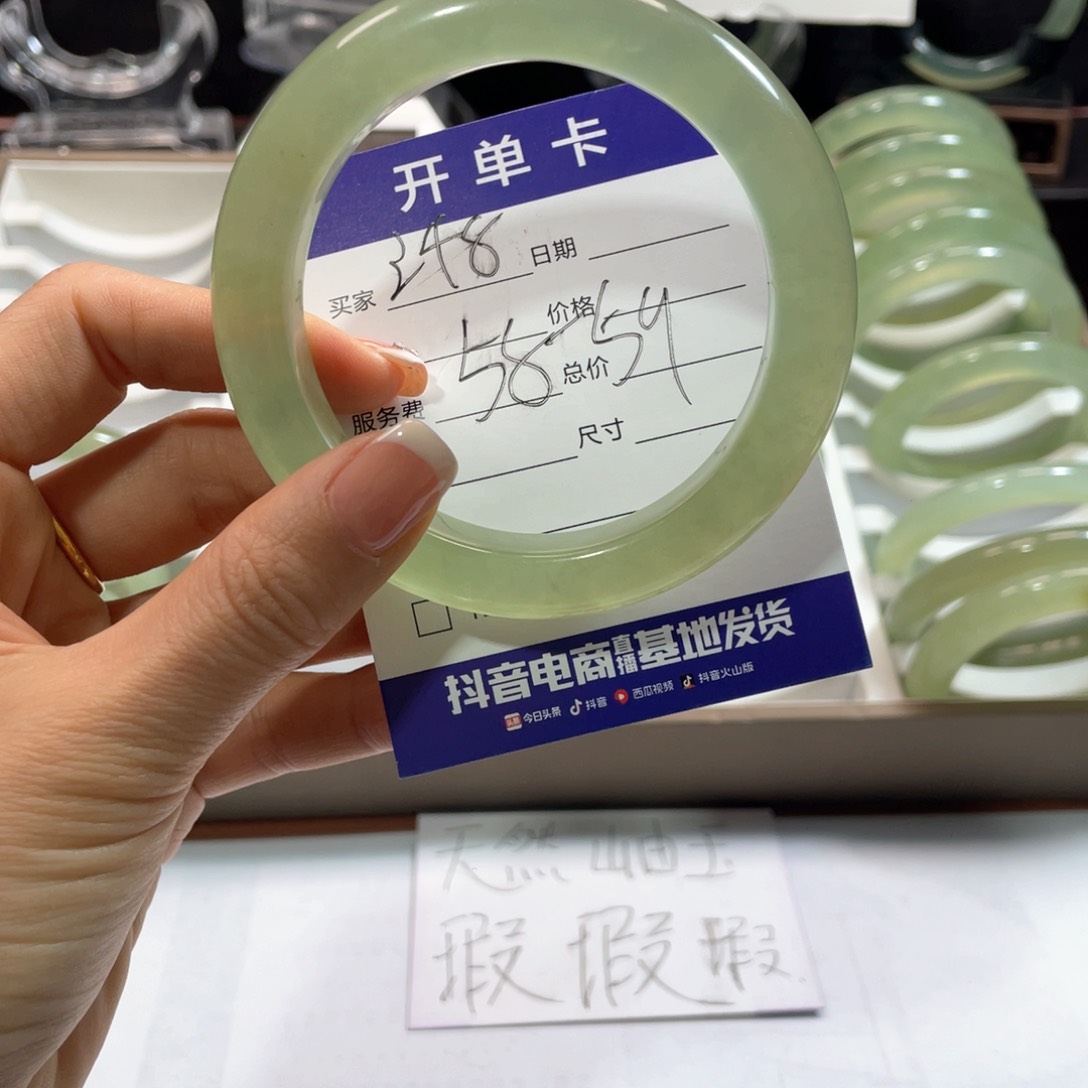 开单卡
买家 248 日期
价格
58-54
总价
服务费
尺寸
抖音电商直播基地发货
今日头条 抖音 西瓜视频 抖音火山版
天然岫玉
瑕瑕瑕